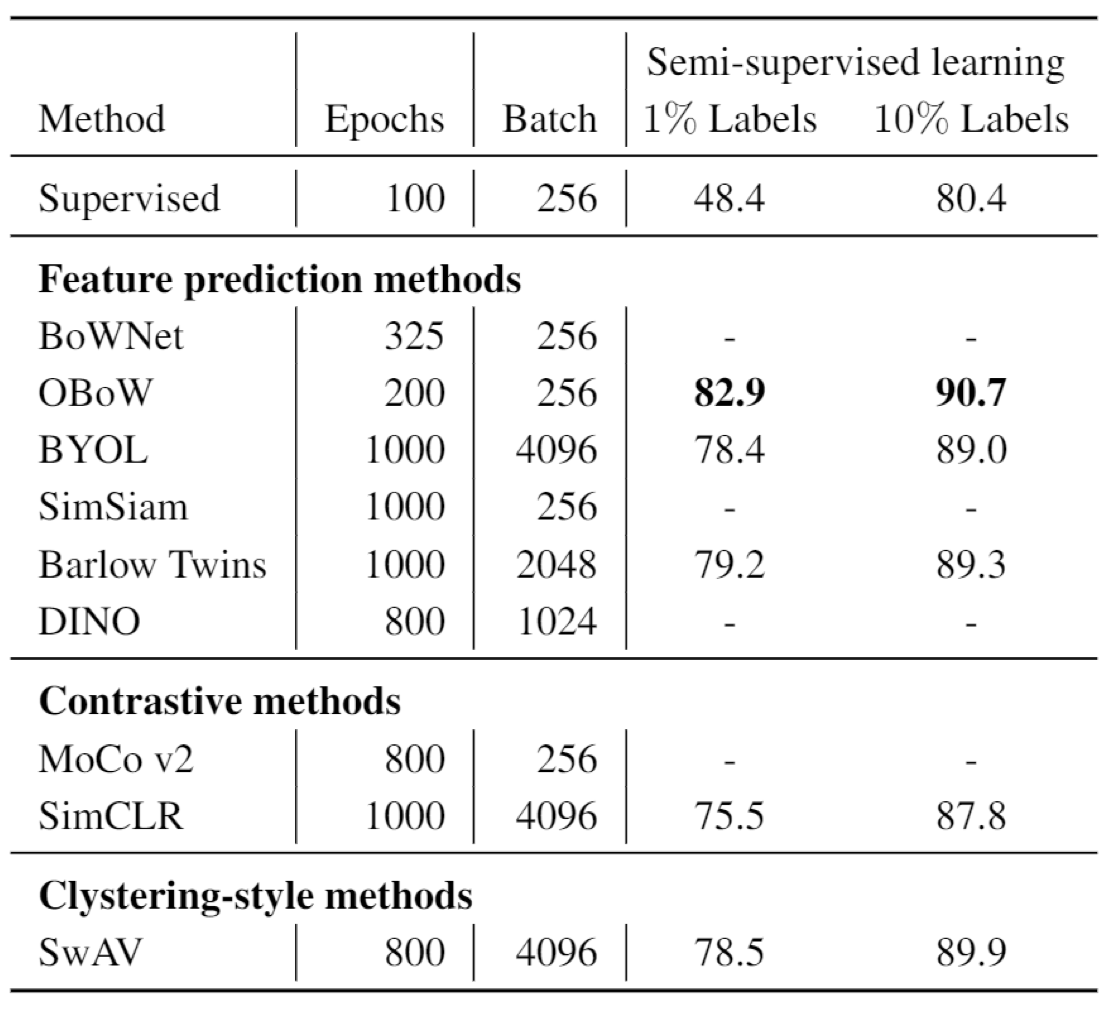 Semi-supervised learning
Method Epochs Batch 1% Labels 10% Labels
Supervised 100 256 48.4 80.4
Feature prediction methods
BoWNet 325 256 - -
OBoW 200 256 82.9 90.7
BYOL 1000 4096 78.4 89.0
SimSiam 1000 256 - -
Barlow Twins 1000 2048 79.2 89.3
DINO 800 1024 - -
Contrastive methods
MoCo v2 800 256 - -
SimCLR 1000 4096 75.5 87.8
Clystering-style methods
SwAV 800 4096 78.5 89.9